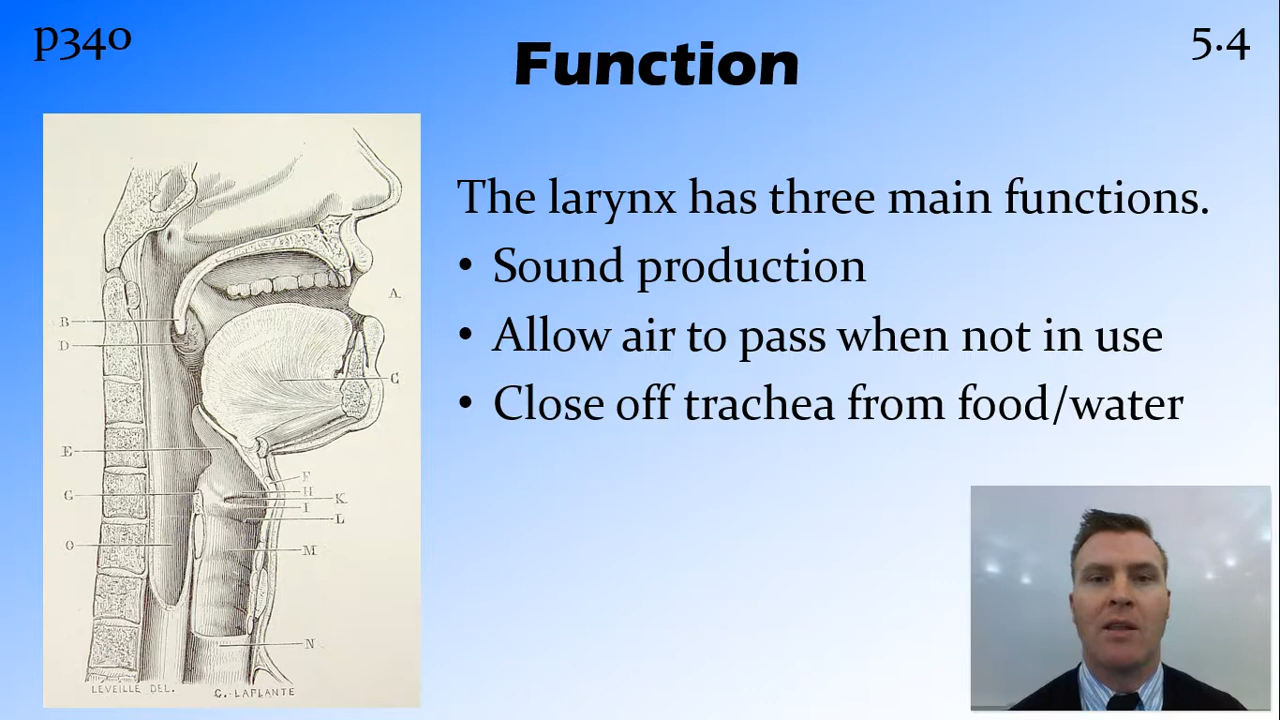 p340
Function
5.4
The larynx has three main functions.
• Sound production
• Allow air to pass when not in use
• Close off trachea from food/water
A.
B
D
C
E
F
G
H
K
I
L
O
M
N
LEVEILLE DEL.
G. LAPLANTE